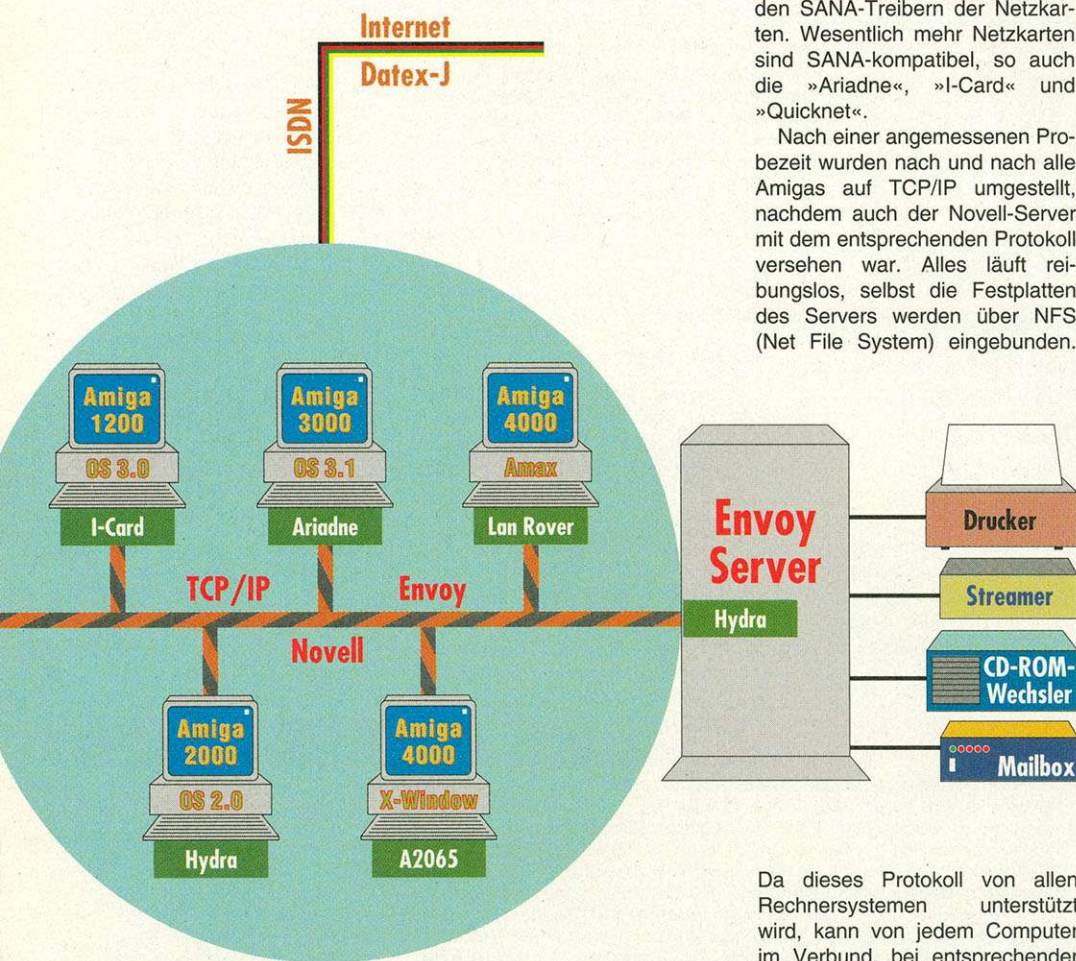 Internet
Datex-J
ISDN
den SANA-Treibern der Netzkar-
ten. Wesentlich mehr Netzkarten
sind SANA-kompatibel, so auch
die »Ariadne«, »I-Card« und
»Quicknet«.
Nach einer angemessenen Pro-
bezeit wurden nach und nach alle
Amigas auf TCP/IP umgestellt,
nachdem auch der Novell-Server
mit dem entsprechenden Protokoll
versehen war. Alles läuft rei-
bungslos, selbst die Festplatten
des Servers werden über NFS
(Net File System) eingebunden.
Amiga
1200
OS 3.0
I-Card
Amiga
3000
OS 3.1
Ariadne
Amiga
4000
Amax
Lan Rover
TCP/IP
Envoy
Novell
Amiga
2000
OS 2.0
Hydra
Amiga
4000
X-Window
A2065
Envoy
Server
Hydra
Drucker
Streamer
CD-ROM-
Wechsler
Mailbox
Da dieses Protokoll von allen
Rechnersystemen unterstützt
wird, kann von jedem Computer
im Verbund, bei entsprechender